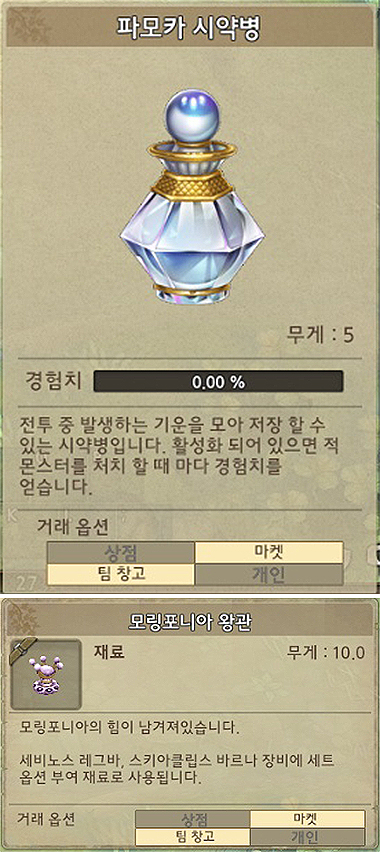 파모카 시약병
무게 : 5
경험치 0.00 %
전투 중 발생하는 기운을 모아 저장 할 수
있는 시약병입니다. 활성화 되어 있으면 적
몬스터를 처치 할 때 마다 경험치를
얻습니다.
거래 옵션
상점 마켓
팀 창고 개인
27
모링포니아 왕관
재료 무게 : 10.0
모링포니아의 힘이 남겨져있습니다.
세비노스 레그바, 스키아클립스 바르나 장비에 세트
옵션 부여 재료로 사용됩니다.
거래 옵션 상점 마켓
팀 창고 개인